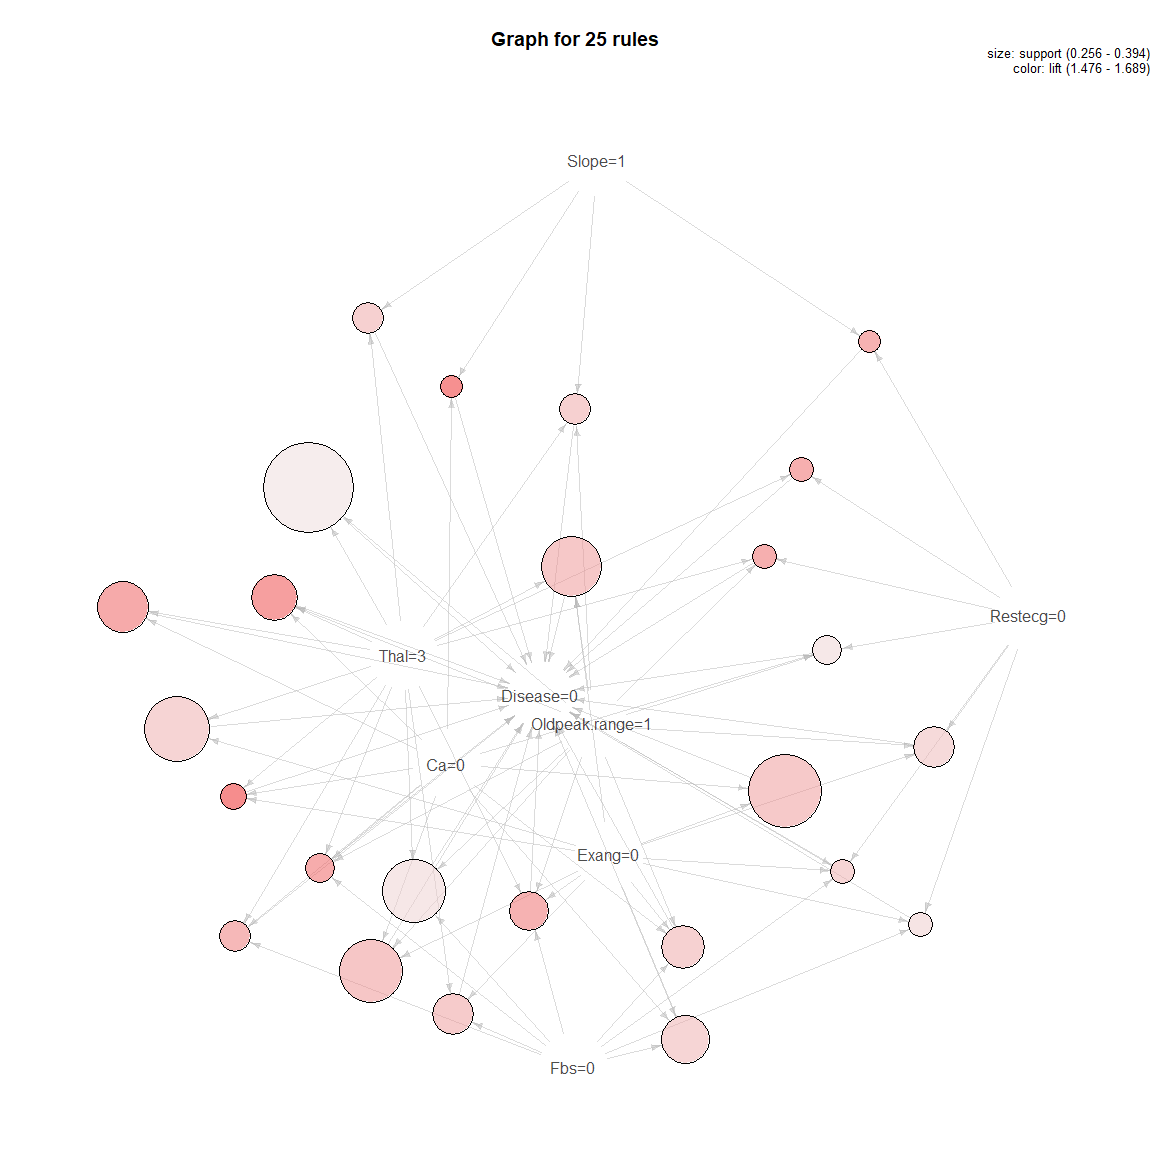 Graph for 25 rules
size: support (0.256 - 0.394)
color: lift (1.476 - 1.689)
Slope=1
Restecg=0
Thal=3
Disease=0
Oldpeak.range=1
Ca=0
Exang=0
Fbs=0